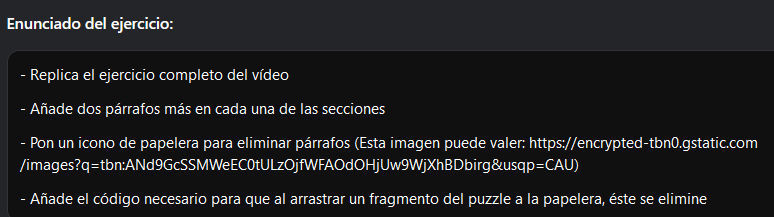 Enunciado del ejercicio:
- Replica el ejercicio completo del vídeo
- Añade dos párrafos más en cada una de las secciones
- Pon un icono de papelera para eliminar párrafos (Esta imagen puede valer: https://encrypted-tbn0.gstatic.com
/images?q=tbn:ANd9GcSSMWeEC0tULzOjfWFAOdOHjUw9WjXhBDbirg&usqp=CAU)
- Añade el código necesario para que al arrastrar un fragmento del puzzle a la papelera, éste se elimine